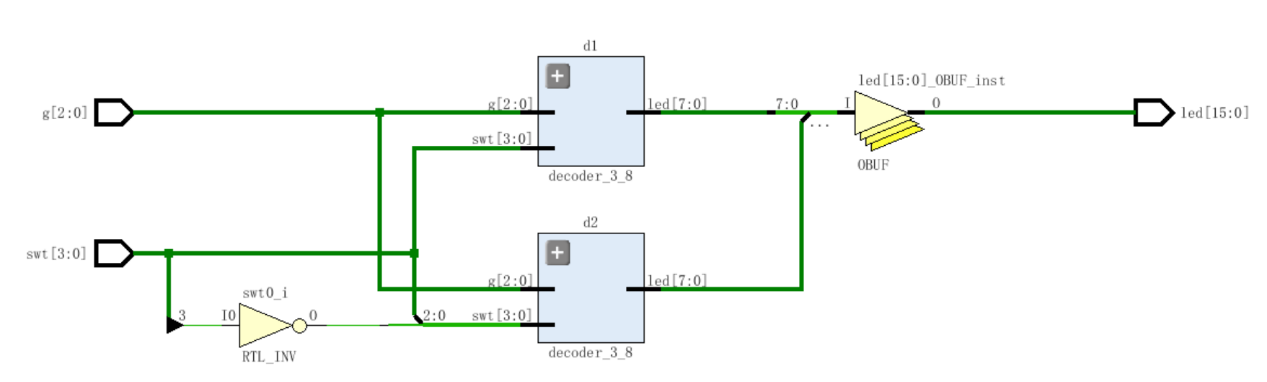 d1
led[15:0]_OBUF_inst
g[2:0]
g[2:0]
led[7:0]
7:0
I
O
led[15:0]
...
swt[3:0]
OBUF
decoder_3_8
d2
swt[3:0]
g[2:0]
led[7:0]
swt0_i
3
I0
O
2:0
swt[3:0]
RTL_INV
decoder_3_8